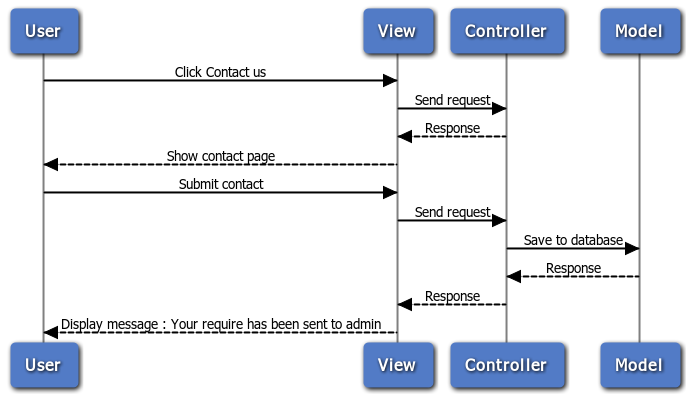 User View Controller Model
Click Contact us
Send request
Response
Show contact page
Submit contact
Send request
Save to database
Response
Response
Display message : Your require has been sent to admin
User View Controller Model